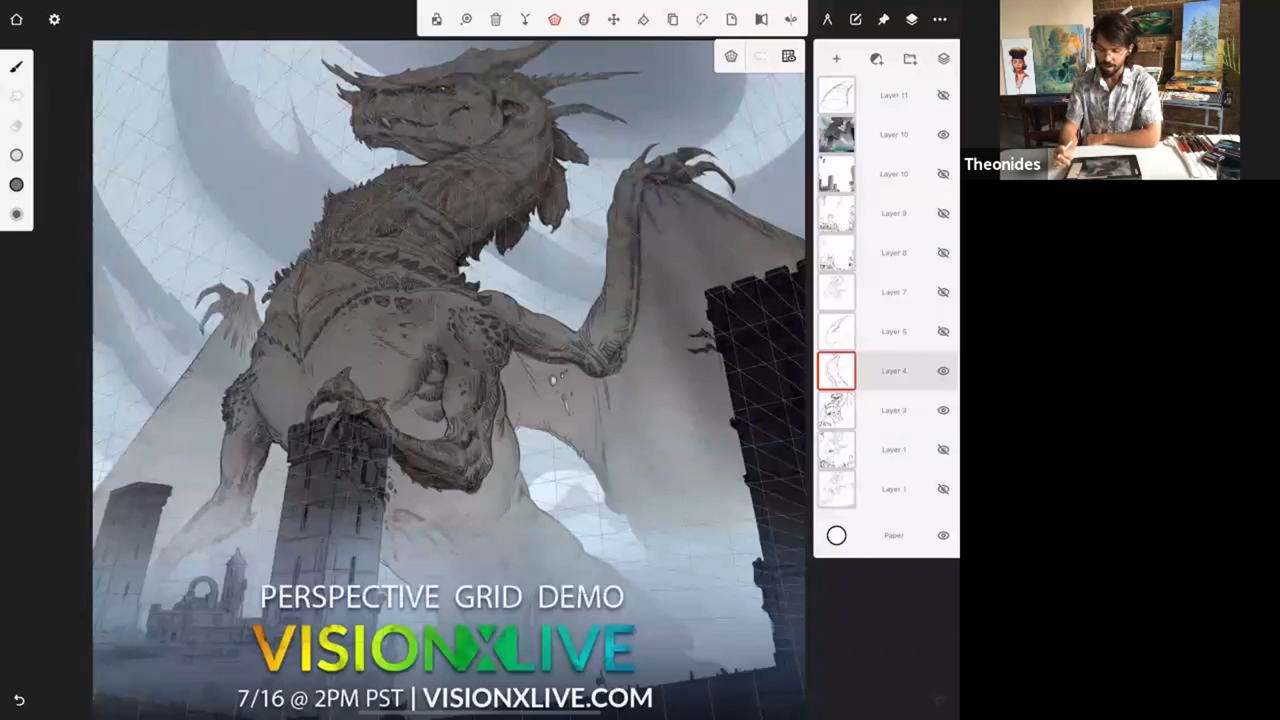 Layer 11
Layer 10
Layer 10
Layer 9
Layer 8
Layer 7
Layer 5
Layer 4
Layer 3
Layer 1
Layer 1
Paper
Theonides
PERSPECTIVE GRID DEMO
VISIONXLIVE
7/16 @ 2PM PST | VISIONXLIVE.COM